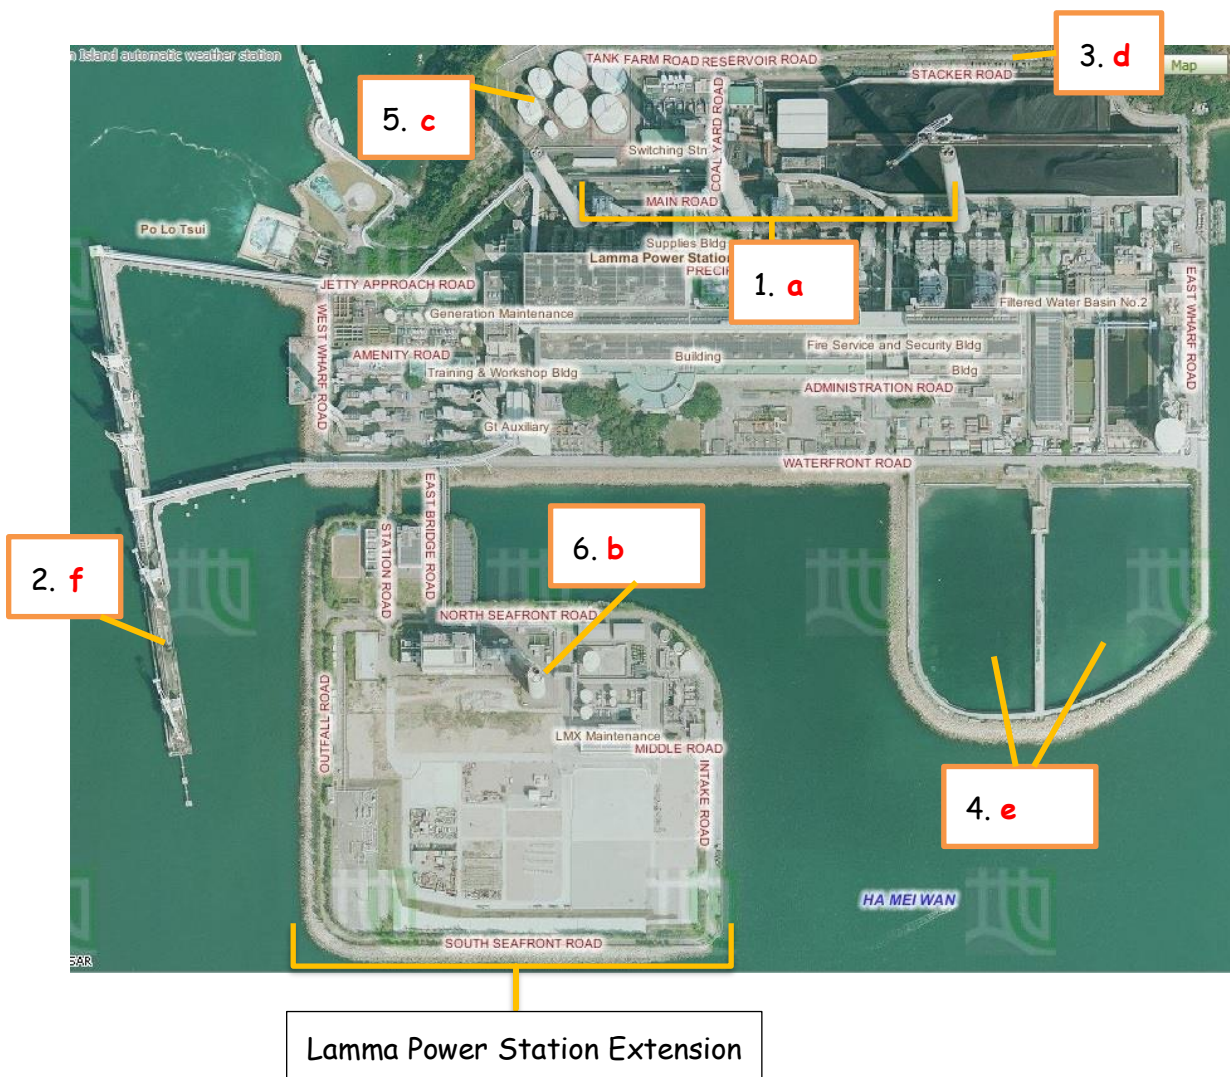 n Island automatic weather station
TANK FARM ROAD
RESERVOIR ROAD
STACKER ROAD
3. d
Map
5. c
COAL YARD ROAD
Switching Stn
MAIN ROAD
Po Lo Tsui
Supplies Bldg
Lamma Power Station
PRECIP
1. a
JETTY APPROACH ROAD
WEST WHARF ROAD
Generation Maintenance
Filtered Water Basin No.2
EAST WHARF ROAD
Fire Service and Security Bldg
AMENITY ROAD
Building
Training & Workshop Bldg
Bldg
ADMINISTRATION ROAD
Gt Auxiliary
WATERFRONT ROAD
EAST BRIDGE ROAD
STATION ROAD
2. f
6. b
NORTH SEAFRONT ROAD
OUTFALL ROAD
LMX Maintenance
MIDDLE ROAD
INTAKE ROAD
4. e
HA MEI WAN
SOUTH SEAFRONT ROAD
SAR
Lamma Power Station Extension